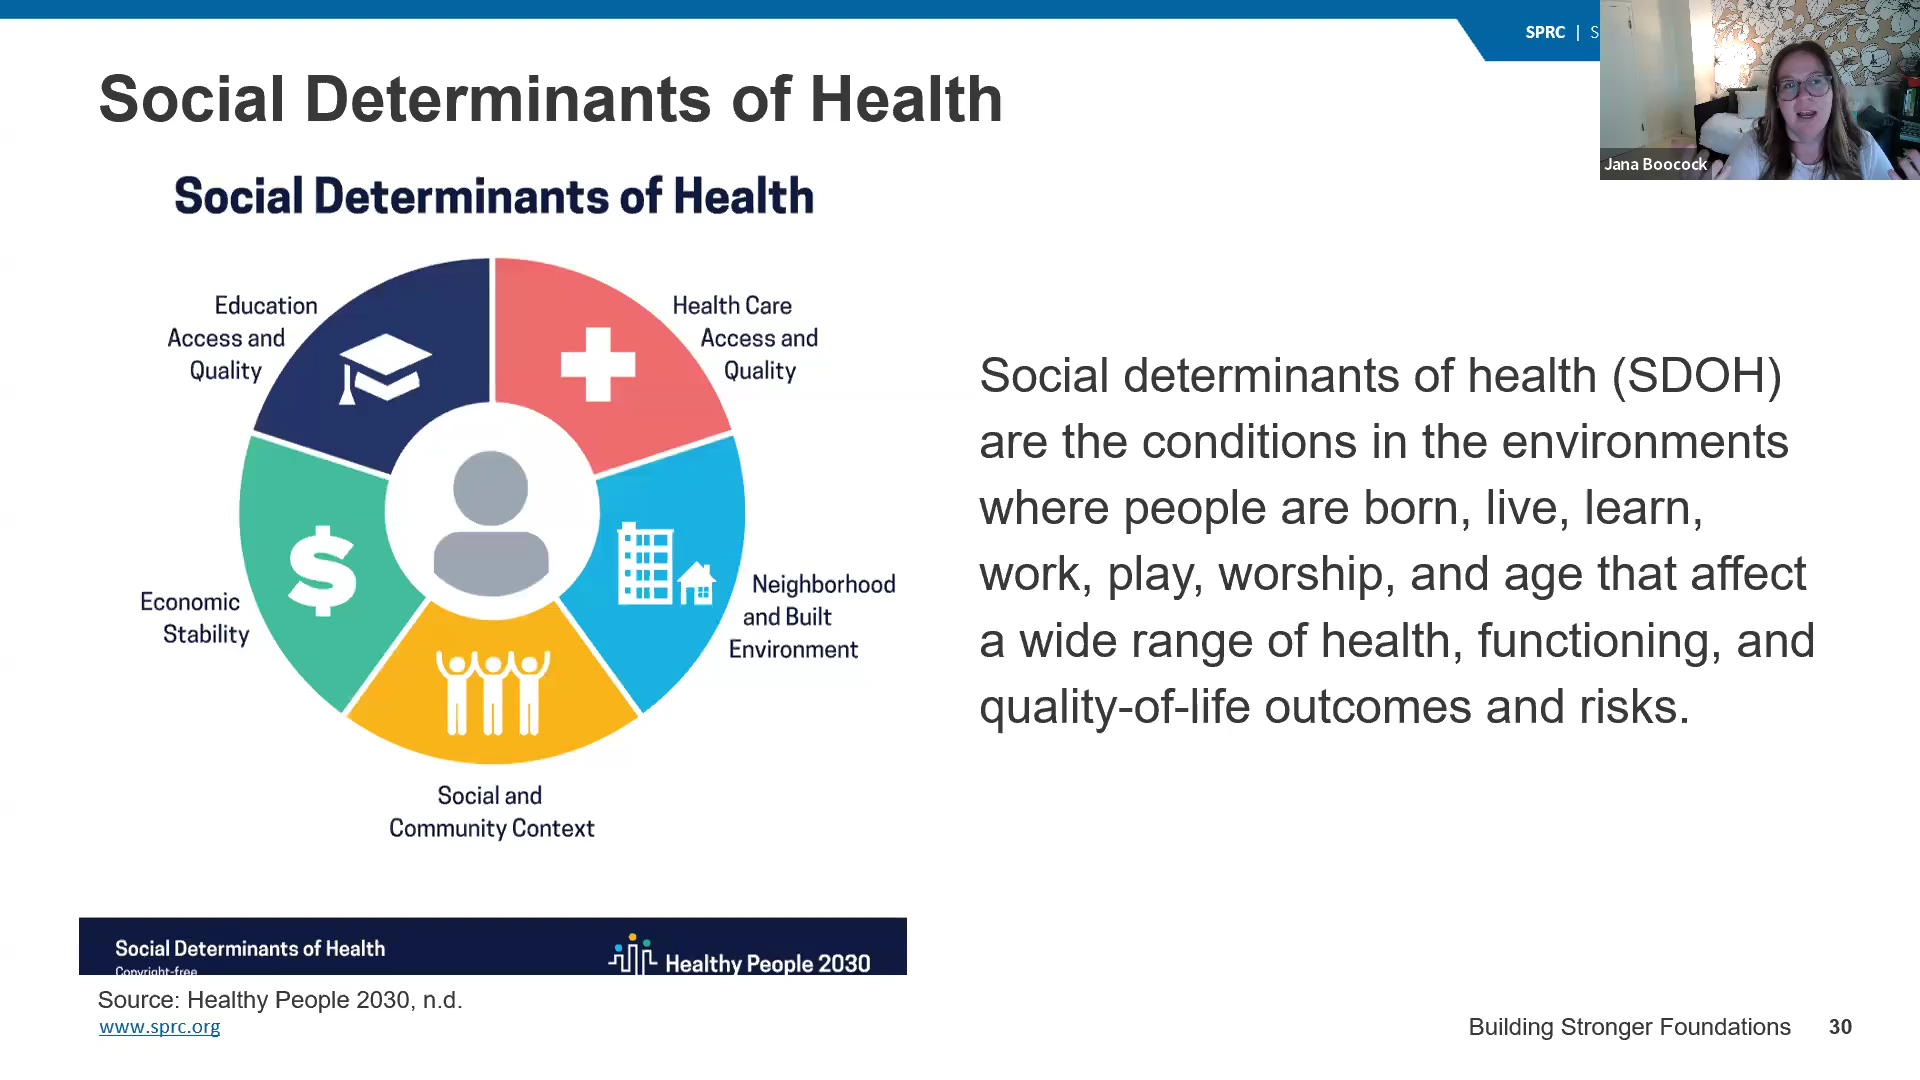 SPRC | S
Jana Boocock
Social Determinants of Health
Social Determinants of Health
Education
Access and
Quality
Health Care
Access and
Quality
Economic
Stability
Neighborhood
and Built
Environment
Social and
Community Context
Social determinants of health (SDOH)
are the conditions in the environments
where people are born, live, learn,
work, play, worship, and age that affect
a wide range of health, functioning, and
quality-of-life outcomes and risks.
Social Determinants of Health
Copyright-free
Healthy People 2030
Source: Healthy People 2030, n.d.
www.sprc.org
Building Stronger Foundations 30